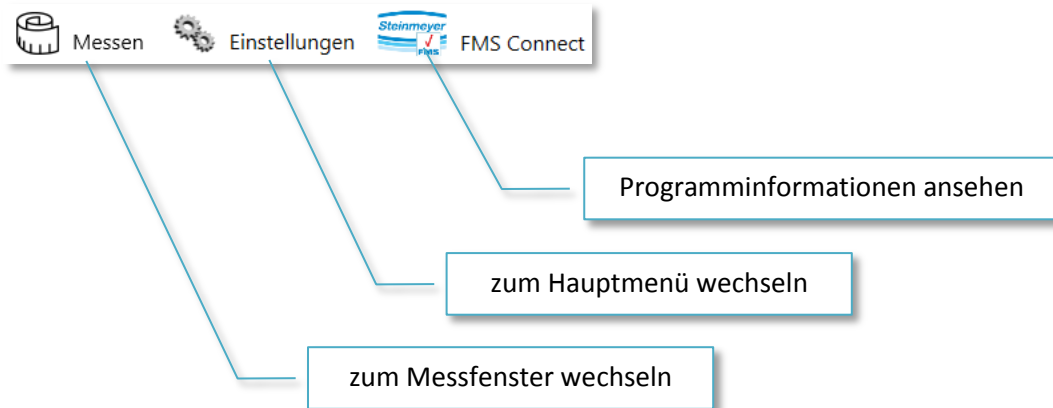 Messen Einstellungen Steinmeyer FMS FMS Connect
Programminformationen ansehen
zum Hauptmenü wechseln
zum Messfenster wechseln